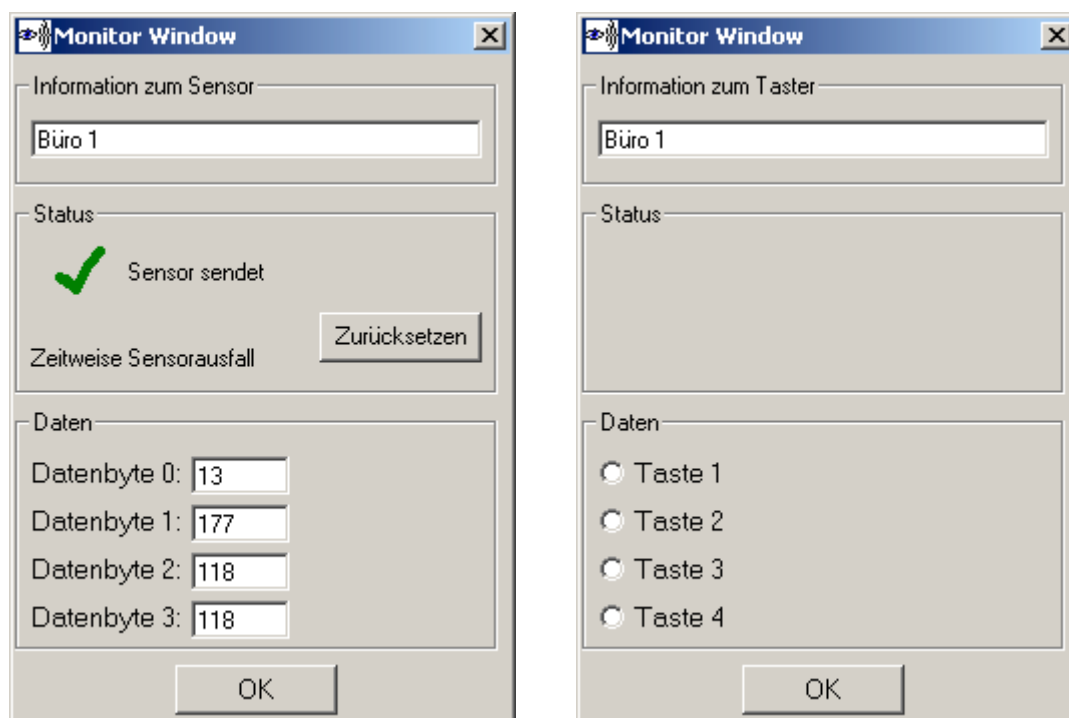 Monitor Window
Information zum Sensor
Büro 1
Status
Sensor sendet
Zurücksetzen
Zeitweise Sensorausfall
Daten
Datenbyte 0: 13
Datenbyte 1: 177
Datenbyte 2: 118
Datenbyte 3: 118
OK
Monitor Window
Information zum Taster
Büro 1
Status
Daten
Taste 1
Taste 2
Taste 3
Taste 4
OK